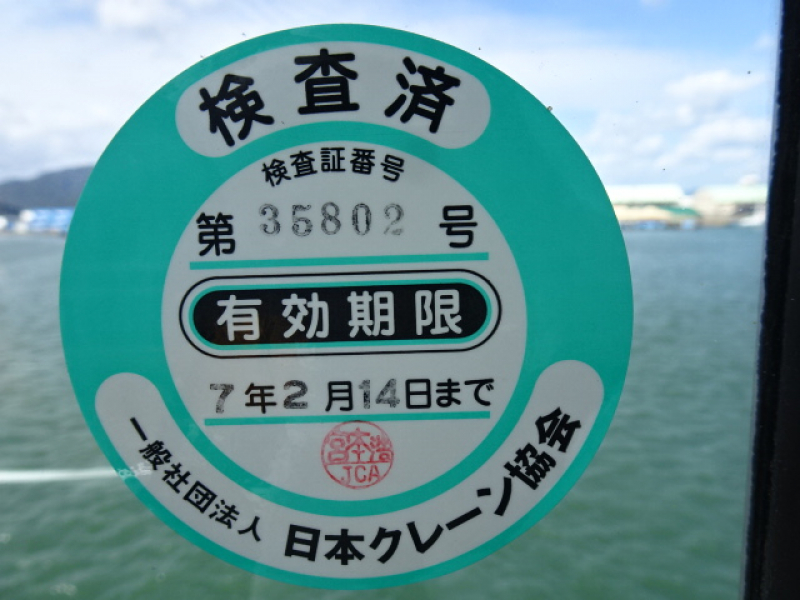 検査済
検査証番号
第 35802 号
有効期限
7年2月14日まで
JCA
一般社団法人 日本クレーン協会